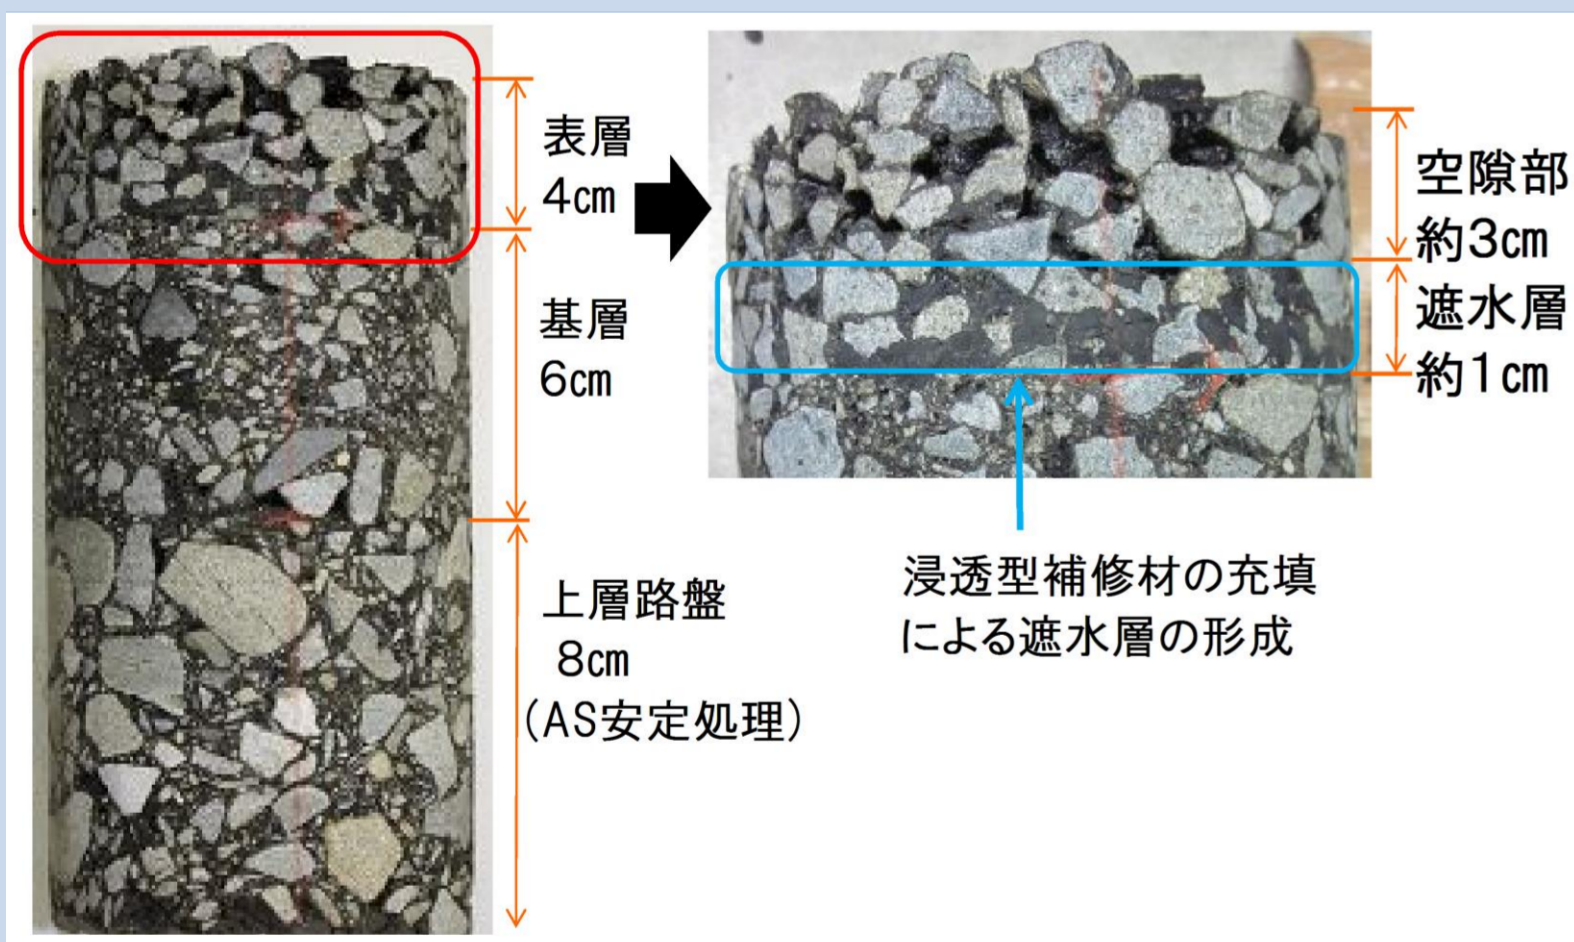 表層
4㎝
基層
6㎝
上層路盤
8㎝
(AS安定処理)
空隙部
約3㎝
遮水層
約1㎝
浸透型補修材の充填
による遮水層の形成